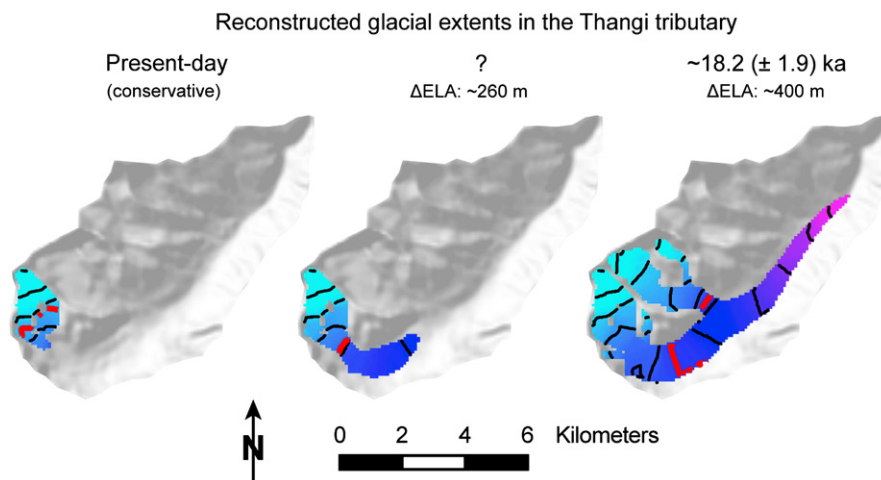 Reconstructed glacial extents in the Thangi tributary
Present-day
(conservative)
?
ΔELA: ~260 m
~18.2 (± 1.9) ka
ΔELA: ~400 m
N
0 2 4 6 Kilometers